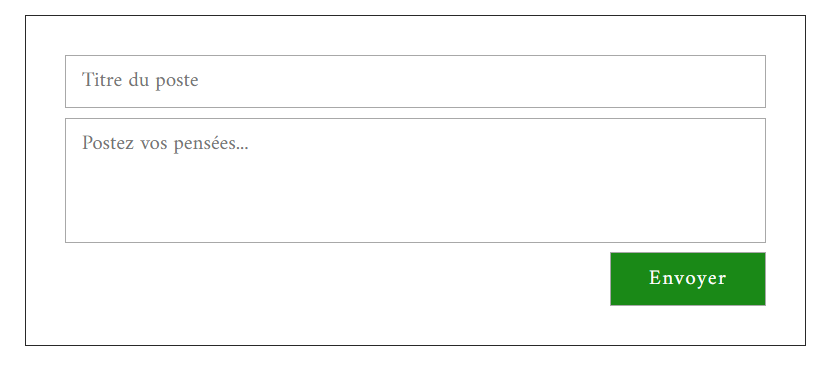 Titre du poste
Postez vos pensées...
Envoyer